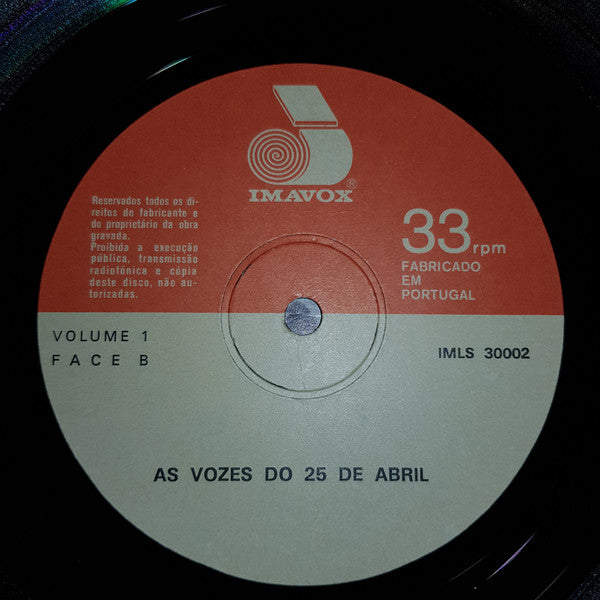 IMAVOX®
Reservados todos os di-
reitos do fabricante e
do proprietário da obra
gravada.
Proibida a execução
pública, transmissão
radiofónica e cópia
deste disco, não au-
torizadas.
33 rpm
FABRICADO
EM
PORTUGAL
VOLUME 1
FACE B
IMLS 30002
AS VOZES DO 25 DE ABRIL